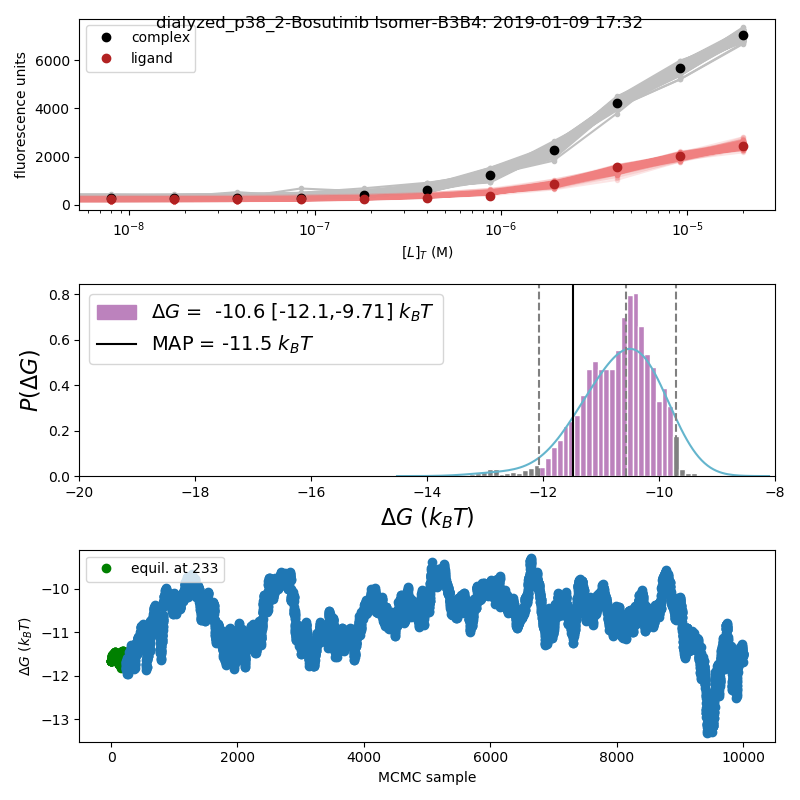 dialyzed_p38_2-Bosutinib Isomer-B3B4: 2019-01-09 17:32
complex
ligand
fluorescence units
6000
4000
2000
0
10⁻⁸ 10⁻⁷ 10⁻⁶ 10⁻⁵
[L]_T (M)
ΔG = -10.6 [-12.1,-9.71] k_BT
MAP = -11.5 k_BT
P(ΔG)
0.8
0.6
0.4
0.2
0.0
−20 −18 −16 −14 −12 −10 −8
ΔG (k_BT)
equil. at 233
ΔG (k_BT)
−10
−11
−12
−13
0 2000 4000 6000 8000 10000
MCMC sample